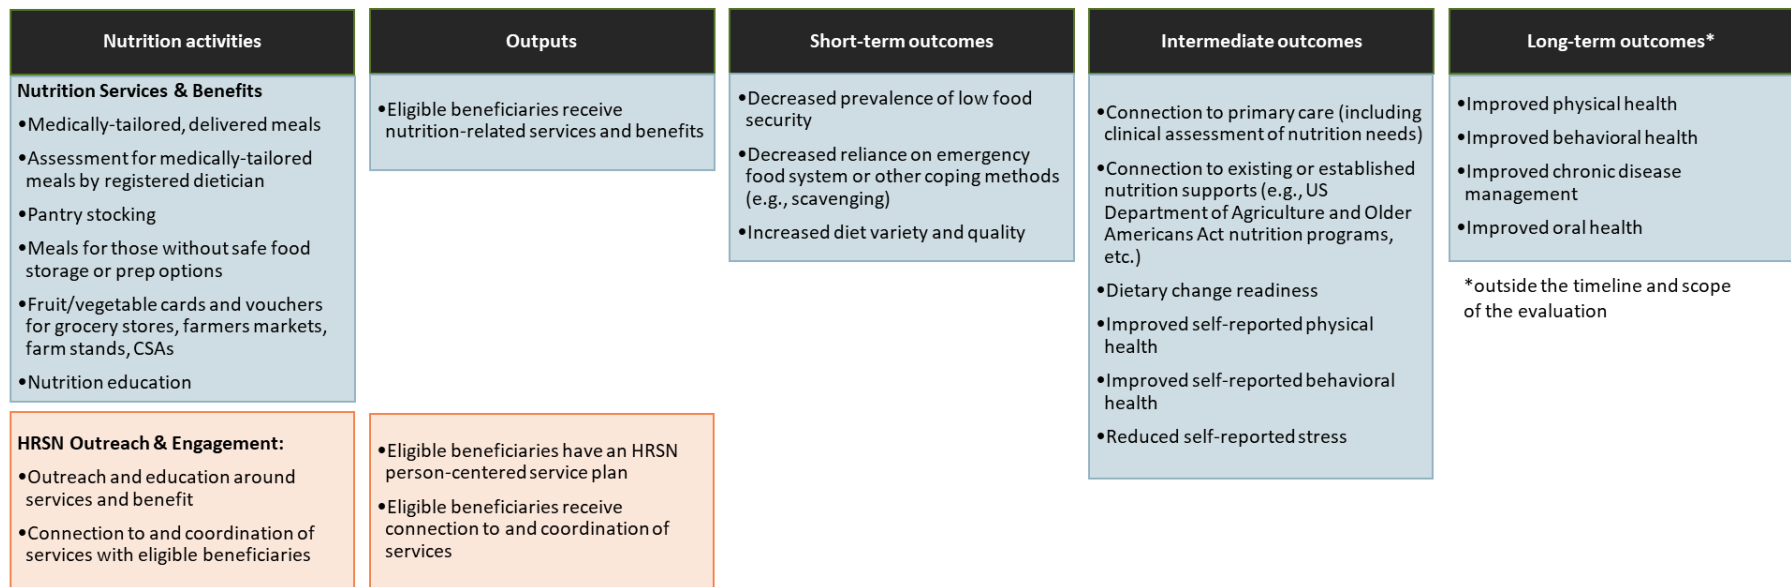 Nutrition activities
Nutrition Services & Benefits
•Medically-tailored, delivered meals
•Assessment for medically-tailored
meals by registered dietician
•Pantry stocking
•Meals for those without safe food
storage or prep options
•Fruit/vegetable cards and vouchers
for grocery stores, farmers markets,
farm stands, CSAs
•Nutrition education
HRSN Outreach & Engagement:
•Outreach and education around
services and benefit
•Connection to and coordination of
services with eligible beneficiaries
Outputs
•Eligible beneficiaries receive
nutrition-related services and benefits
•Eligible beneficiaries have an HRSN
person-centered service plan
•Eligible beneficiaries receive
connection to and coordination of
services
Short-term outcomes
•Decreased prevalence of low food
security
•Decreased reliance on emergency
food system or other coping methods
(e.g., scavenging)
•Increased diet variety and quality
Intermediate outcomes
•Connection to primary care (including
clinical assessment of nutrition needs)
•Connection to existing or established
nutrition supports (e.g., US
Department of Agriculture and Older
Americans Act nutrition programs,
etc.)
•Dietary change readiness
•Improved self-reported physical
health
•Improved self-reported behavioral
health
•Reduced self-reported stress
Long-term outcomes*
•Improved physical health
•Improved behavioral health
•Improved chronic disease
management
•Improved oral health
*outside the timeline and scope
of the evaluation